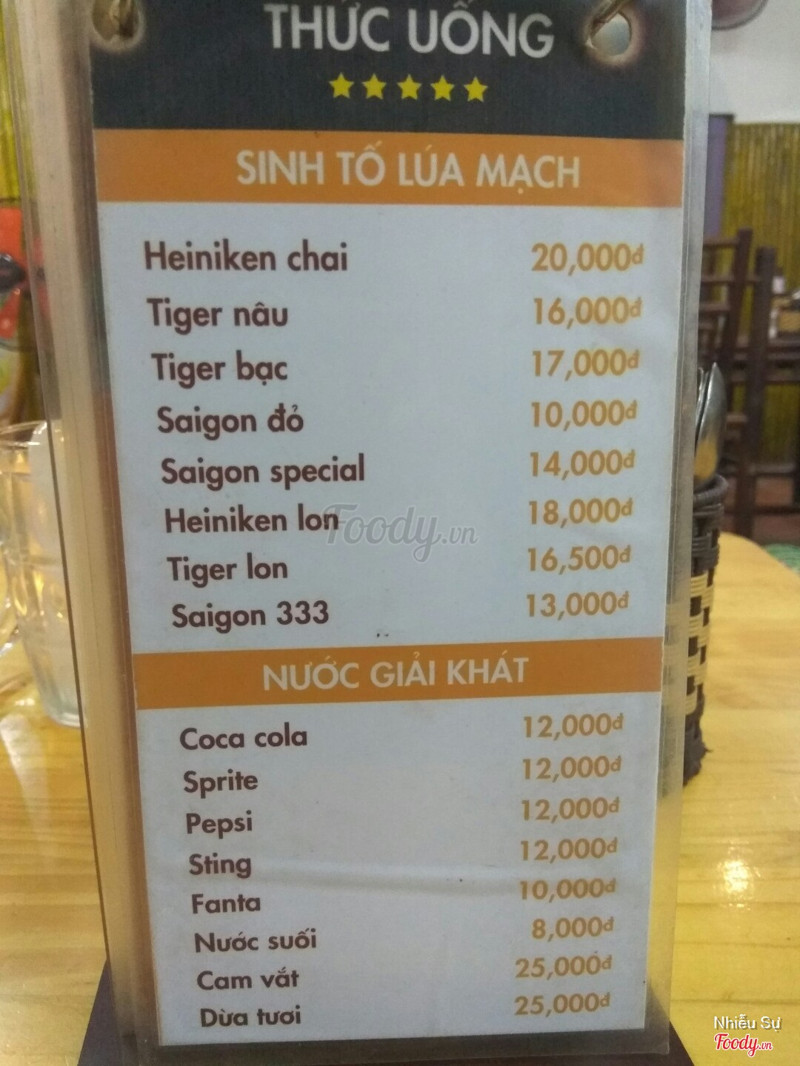 THỨC UỐNG
SINH TỐ LÚA MẠCH
Heiniken chai 20,000đ
Tiger nâu 16,000đ
Tiger bạc 17,000đ
Saigon đỏ 10,000đ
Saigon special 14,000đ
Heiniken lon 18,000đ
Tiger lon 16,500đ
Saigon 333 13,000đ
Foody.vn
NƯỚC GIẢI KHÁT
Coca cola 12,000đ
Sprite 12,000đ
Pepsi 12,000đ
Sting 12,000đ
Fanta 10,000đ
Nước suối 8,000đ
Cam vắt 25,000đ
Dừa tươi 25,000đ
Nhiễu Sự
Foody.vn